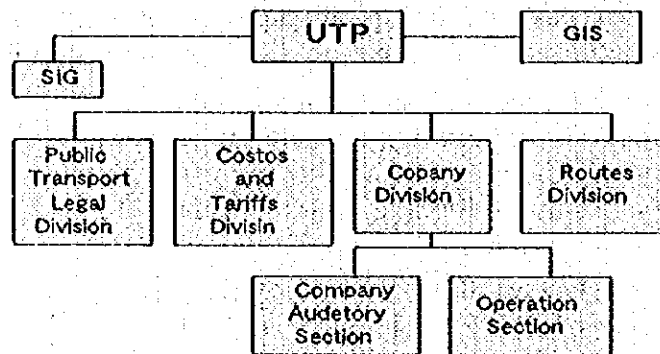 UTP
GIS
SIG
Public
Transport
Legal
Division
Costos
and
Tariffs
Divisin
Copany
División
Routes
Division
Company
Audetory
Section
Operation
Section